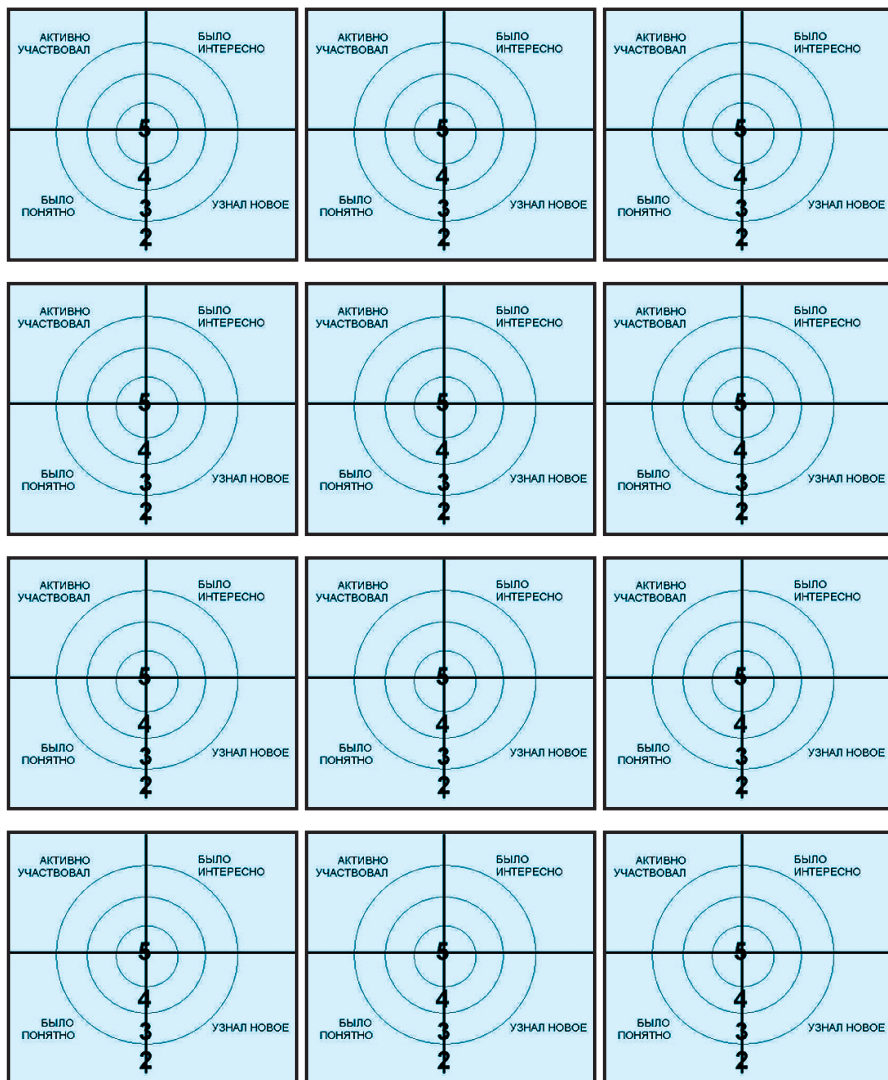 АКТИВНО
УЧАСТВОВАЛ
БЫЛО
ИНТЕРЕСНО
5
4
БЫЛО
ПОНЯТНО
УЗНАЛ НОВОЕ
3
2
АКТИВНО
УЧАСТВОВАЛ
БЫЛО
ИНТЕРЕСНО
5
4
БЫЛО
ПОНЯТНО
УЗНАЛ НОВОЕ
3
2
АКТИВНО
УЧАСТВОВАЛ
БЫЛО
ИНТЕРЕСНО
5
4
БЫЛО
ПОНЯТНО
УЗНАЛ НОВОЕ
3
2
АКТИВНО
УЧАСТВОВАЛ
БЫЛО
ИНТЕРЕСНО
5
4
БЫЛО
ПОНЯТНО
УЗНАЛ НОВОЕ
3
2
АКТИВНО
УЧАСТВОВАЛ
БЫЛО
ИНТЕРЕСНО
5
4
БЫЛО
ПОНЯТНО
УЗНАЛ НОВОЕ
3
2
АКТИВНО
УЧАСТВОВАЛ
БЫЛО
ИНТЕРЕСНО
5
4
БЫЛО
ПОНЯТНО
УЗНАЛ НОВОЕ
3
2
АКТИВНО
УЧАСТВОВАЛ
БЫЛО
ИНТЕРЕСНО
5
4
БЫЛО
ПОНЯТНО
УЗНАЛ НОВОЕ
3
2
АКТИВНО
УЧАСТВОВАЛ
БЫЛО
ИНТЕРЕСНО
5
4
БЫЛО
ПОНЯТНО
УЗНАЛ НОВОЕ
3
2
АКТИВНО
УЧАСТВОВАЛ
БЫЛО
ИНТЕРЕСНО
5
4
БЫЛО
ПОНЯТНО
УЗНАЛ НОВОЕ
3
2
АКТИВНО
УЧАСТВОВАЛ
БЫЛО
ИНТЕРЕСНО
5
4
БЫЛО
ПОНЯТНО
УЗНАЛ НОВОЕ
3
2
АКТИВНО
УЧАСТВОВАЛ
БЫЛО
ИНТЕРЕСНО
5
4
БЫЛО
ПОНЯТНО
УЗНАЛ НОВОЕ
3
2
АКТИВНО
УЧАСТВОВАЛ
БЫЛО
ИНТЕРЕСНО
5
4
БЫЛО
ПОНЯТНО
УЗНАЛ НОВОЕ
3
2